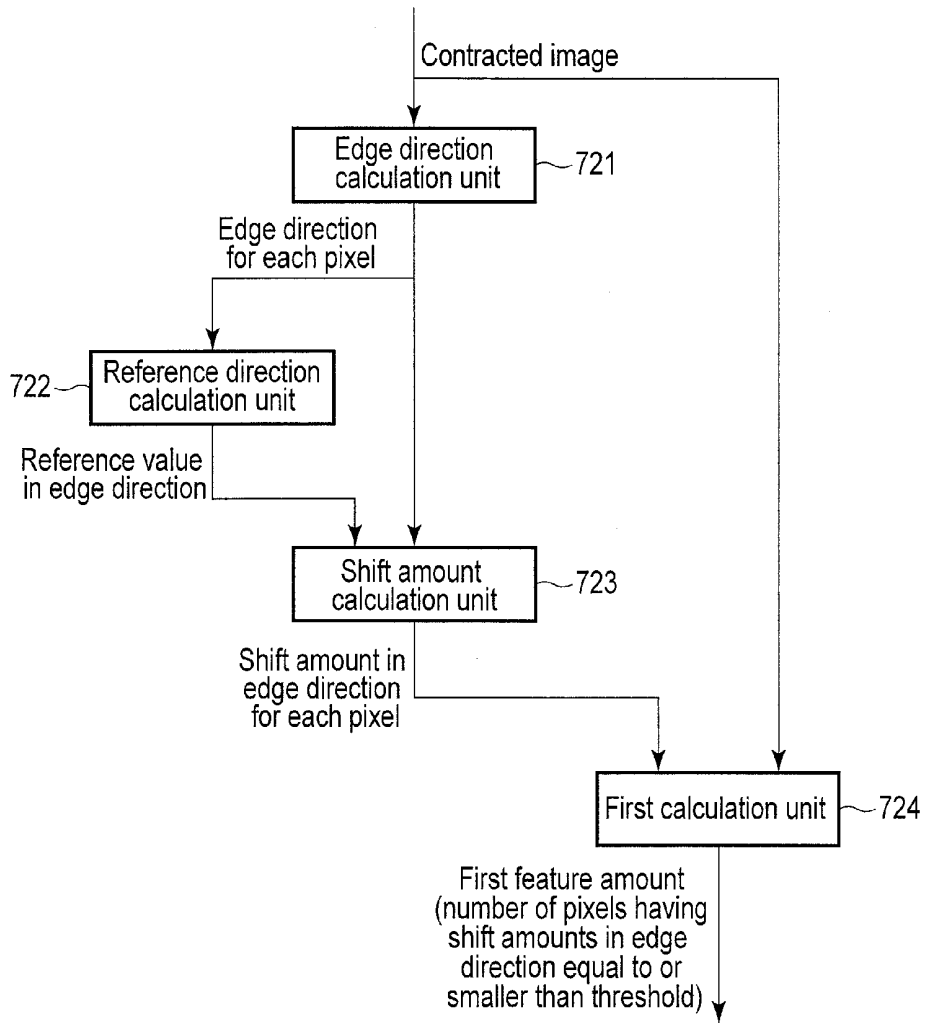 Contracted image
Edge direction
calculation unit
721
Edge direction
for each pixel
Reference direction
calculation unit
722
Reference value
in edge direction
Shift amount
calculation unit
723
Shift amount in
edge direction
for each pixel
First calculation unit
724
First feature amount
(number of pixels having
shift amounts in edge
direction equal to or
smaller than threshold)